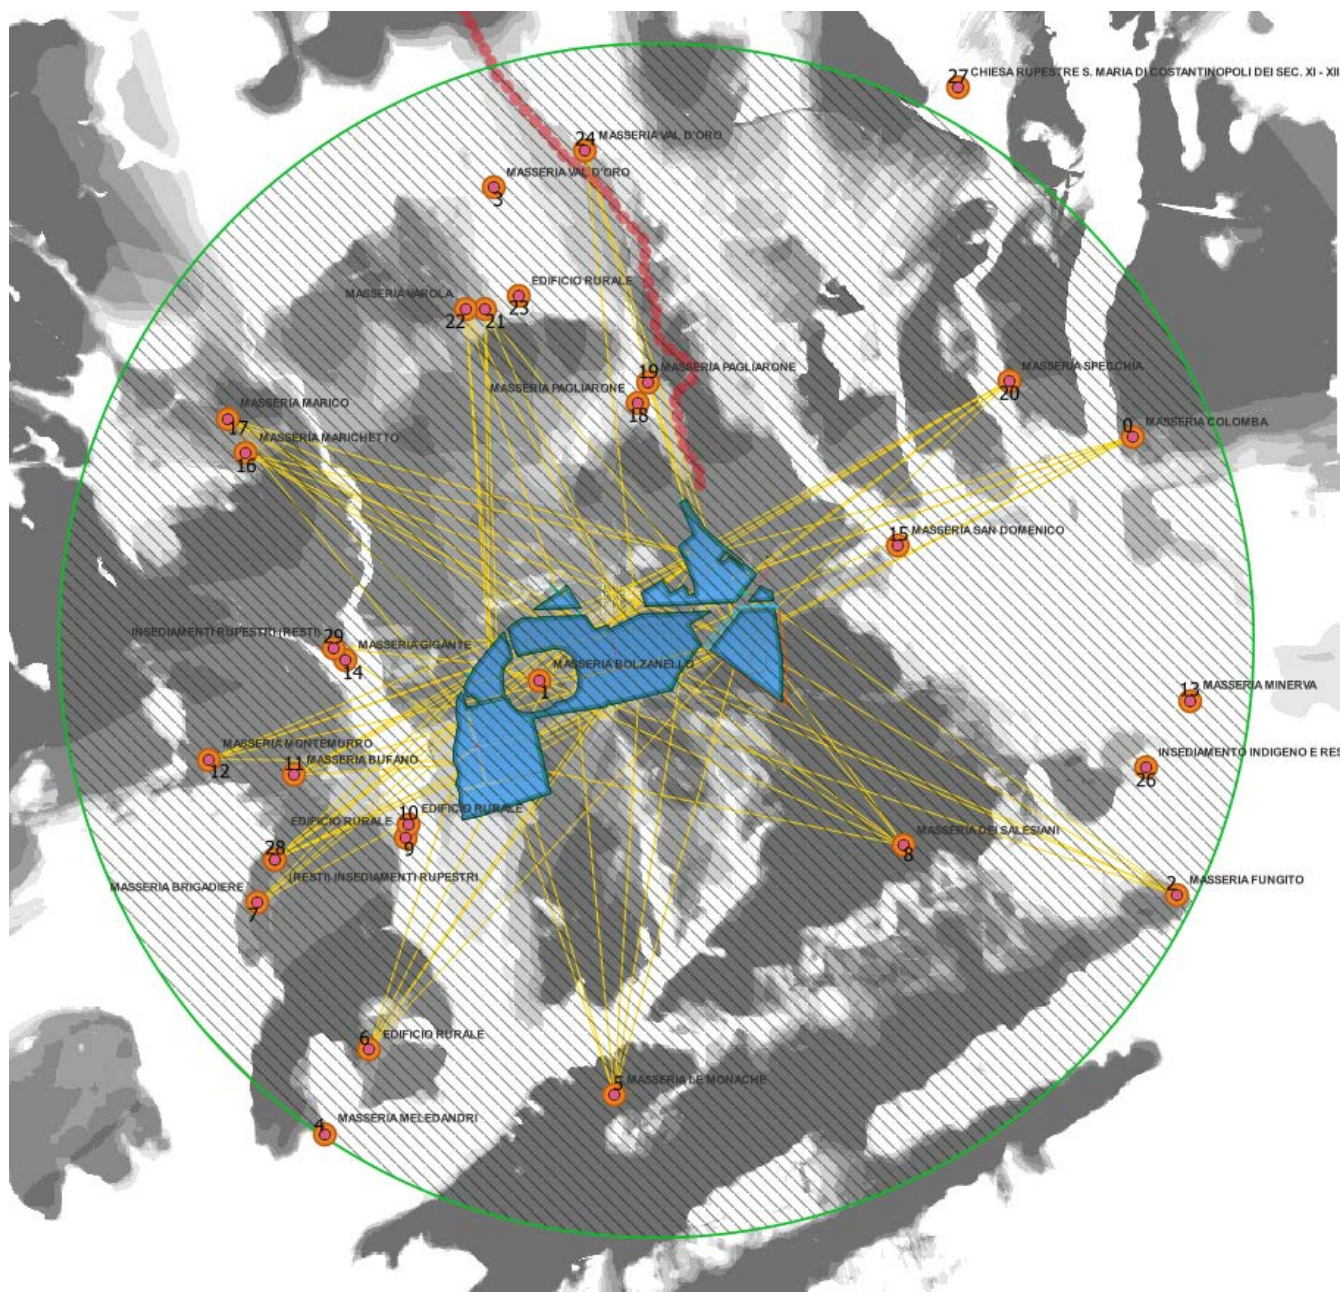 27 CHIESA RUPESTRE S. MARIA DI COSTANTINOPOLI DEI SEC. XI - XII
24 MASSERIA VAL D'ORO
MASSERIA VAL D'ORO
3
EDIFICIO RURALE
23
MASSERIA VAROLA
22 21
19 MASSERIA PAGLIARONE
MASSERIA PAGLIARONE
18
MASSERIA SPECCHIA
20
MASSERIA MARICO
17
0 MASSERIA COLOMBA
MASSERIA MARICHETTO
16
15 MASSERIA SAN DOMENICO
INSEDIAMENTI RUPESTRI (RESTI)
29 MASSERIA GIGANTE
14
MASSERIA BOLZANELLO
1
13 MASSERIA MINERVA
MASSERIA MONTEMURRO
12
11 MASSERIA BUFANO
INSEDIAMENTO INDIGENO E RES
26
10 EDIFICIO RURALE
EDIFICIO RURALE
9
MASSERIA DEI SALESIANI
8
28
(RESTI) INSEDIAMENTI RUPESTRI
MASSERIA BRIGADIERE
7
2 MASSERIA FUNGITO
6 EDIFICIO RURALE
5 MASSERIA LE MONACHE
4 MASSERIA MELEDANDRI